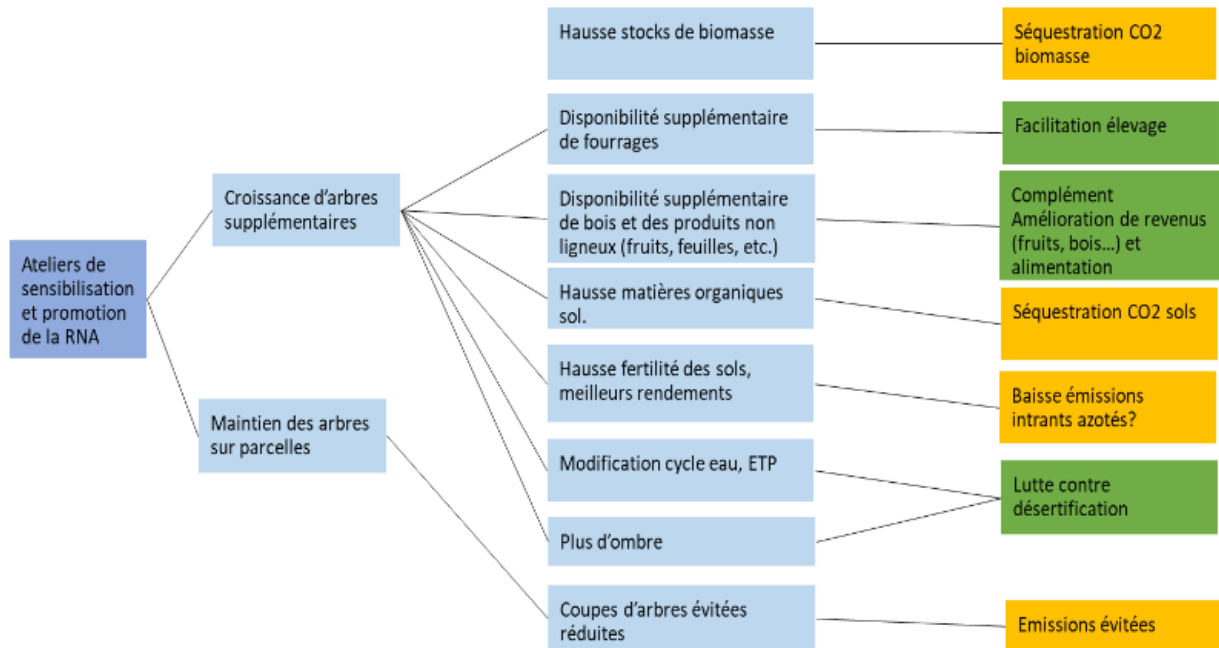 Ateliers de
sensibilisation
et promotion
de la RNA
Croissance d’arbres
supplémentaires
Maintien des arbres
sur parcelles
Hausse stocks de biomasse
Disponibilité supplémentaire
de fourrages
Disponibilité supplémentaire
de bois et des produits non
ligneux (fruits, feuilles, etc.)
Hausse matières organiques
sol.
Hausse fertilité des sols,
meilleurs rendements
Modification cycle eau, ETP
Plus d’ombre
Coupes d’arbres évitées
réduites
Séquestration CO2
biomasse
Facilitation élevage
Complément
Amélioration de revenus
(fruits, bois...) et
alimentation
Séquestration CO2 sols
Baisse émissions
intrants azotés?
Lutte contre
désertification
Emissions évitées